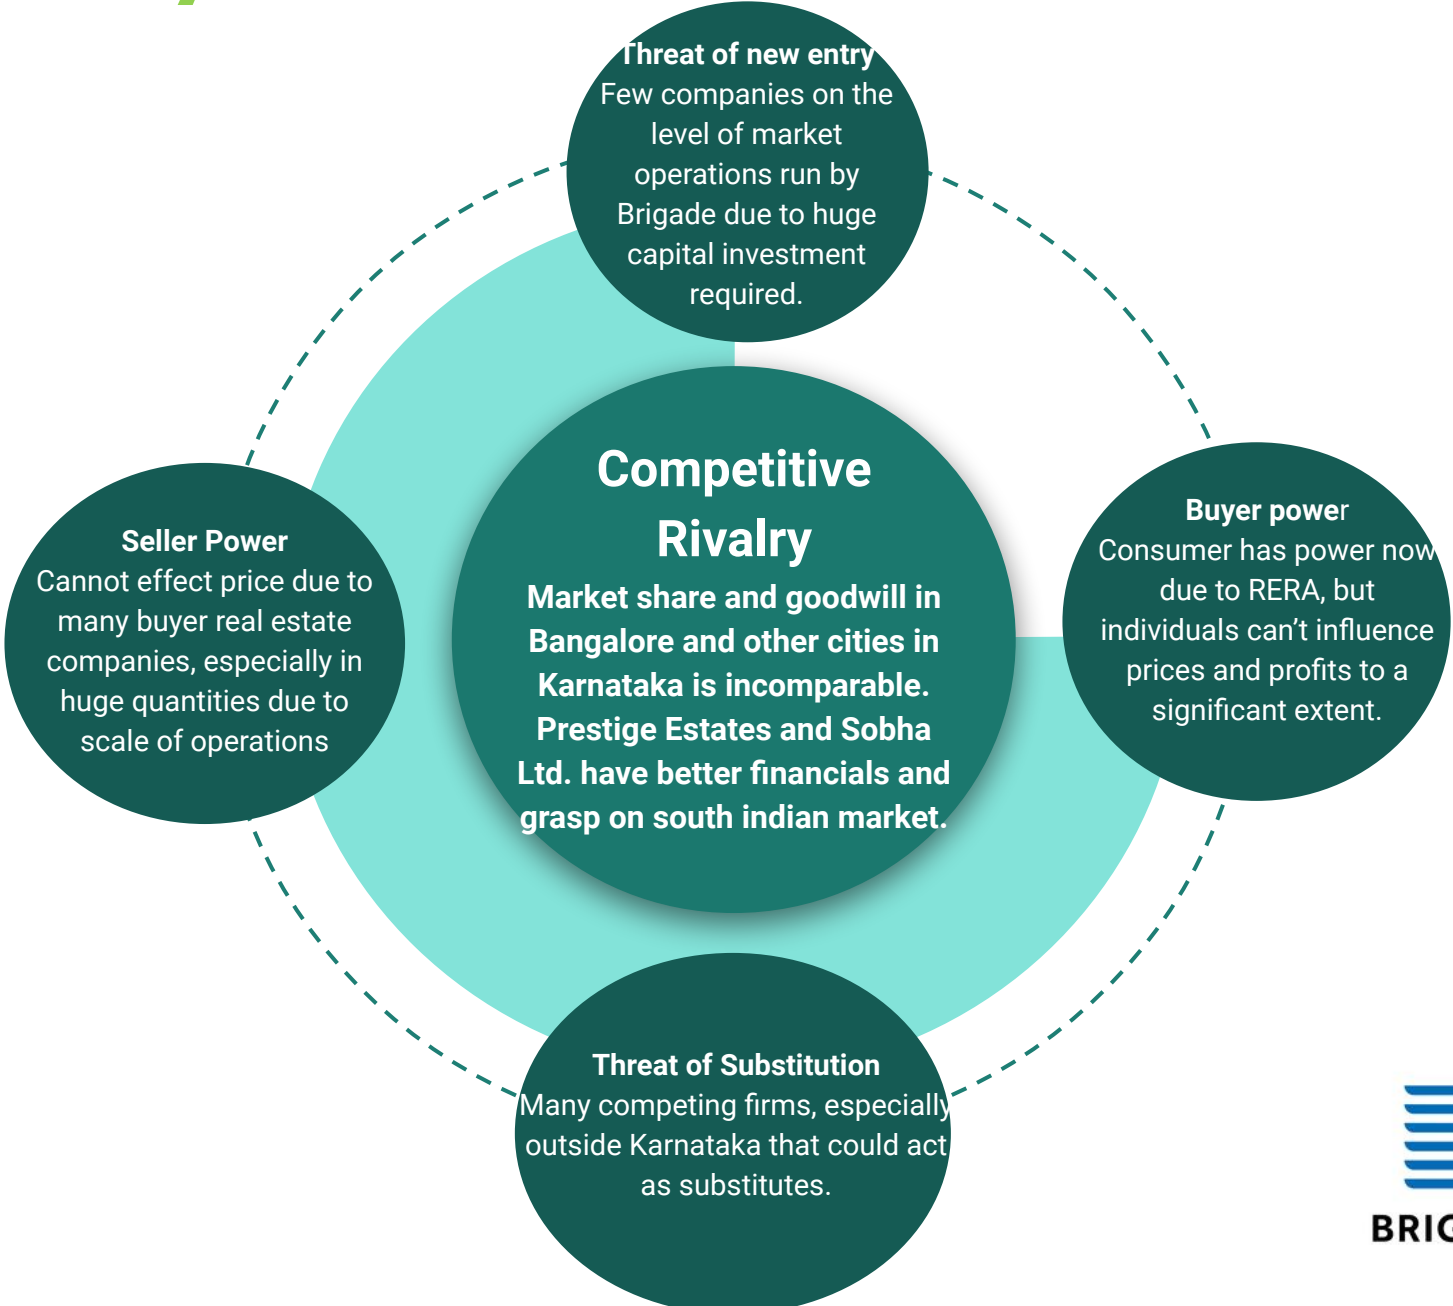 Threat of new entry
Few companies on the
level of market
operations run by
Brigade due to huge
capital investment
required.
Competitive
Rivalry
Market share and goodwill in
Bangalore and other cities in
Karnataka is incomparable.
Prestige Estates and Sobha
Ltd. have better financials and
grasp on south indian market.
Seller Power
Cannot effect price due to
many buyer real estate
companies, especially in
huge quantities due to
scale of operations
Buyer power
Consumer has power now
due to RERA, but
individuals can’t influence
prices and profits to a
significant extent.
Threat of Substitution
Many competing firms, especially
outside Karnataka that could act
as substitutes.